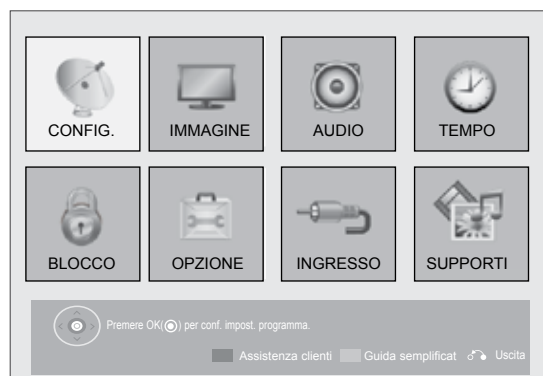 CONFIG. IMMAGINE AUDIO TEMPO
BLOCCO OPZIONE INGRESSO SUPPORTI
Premere OK(◉) per conf. impost. programma.
Assistenza clienti Guida semplificat Uscita